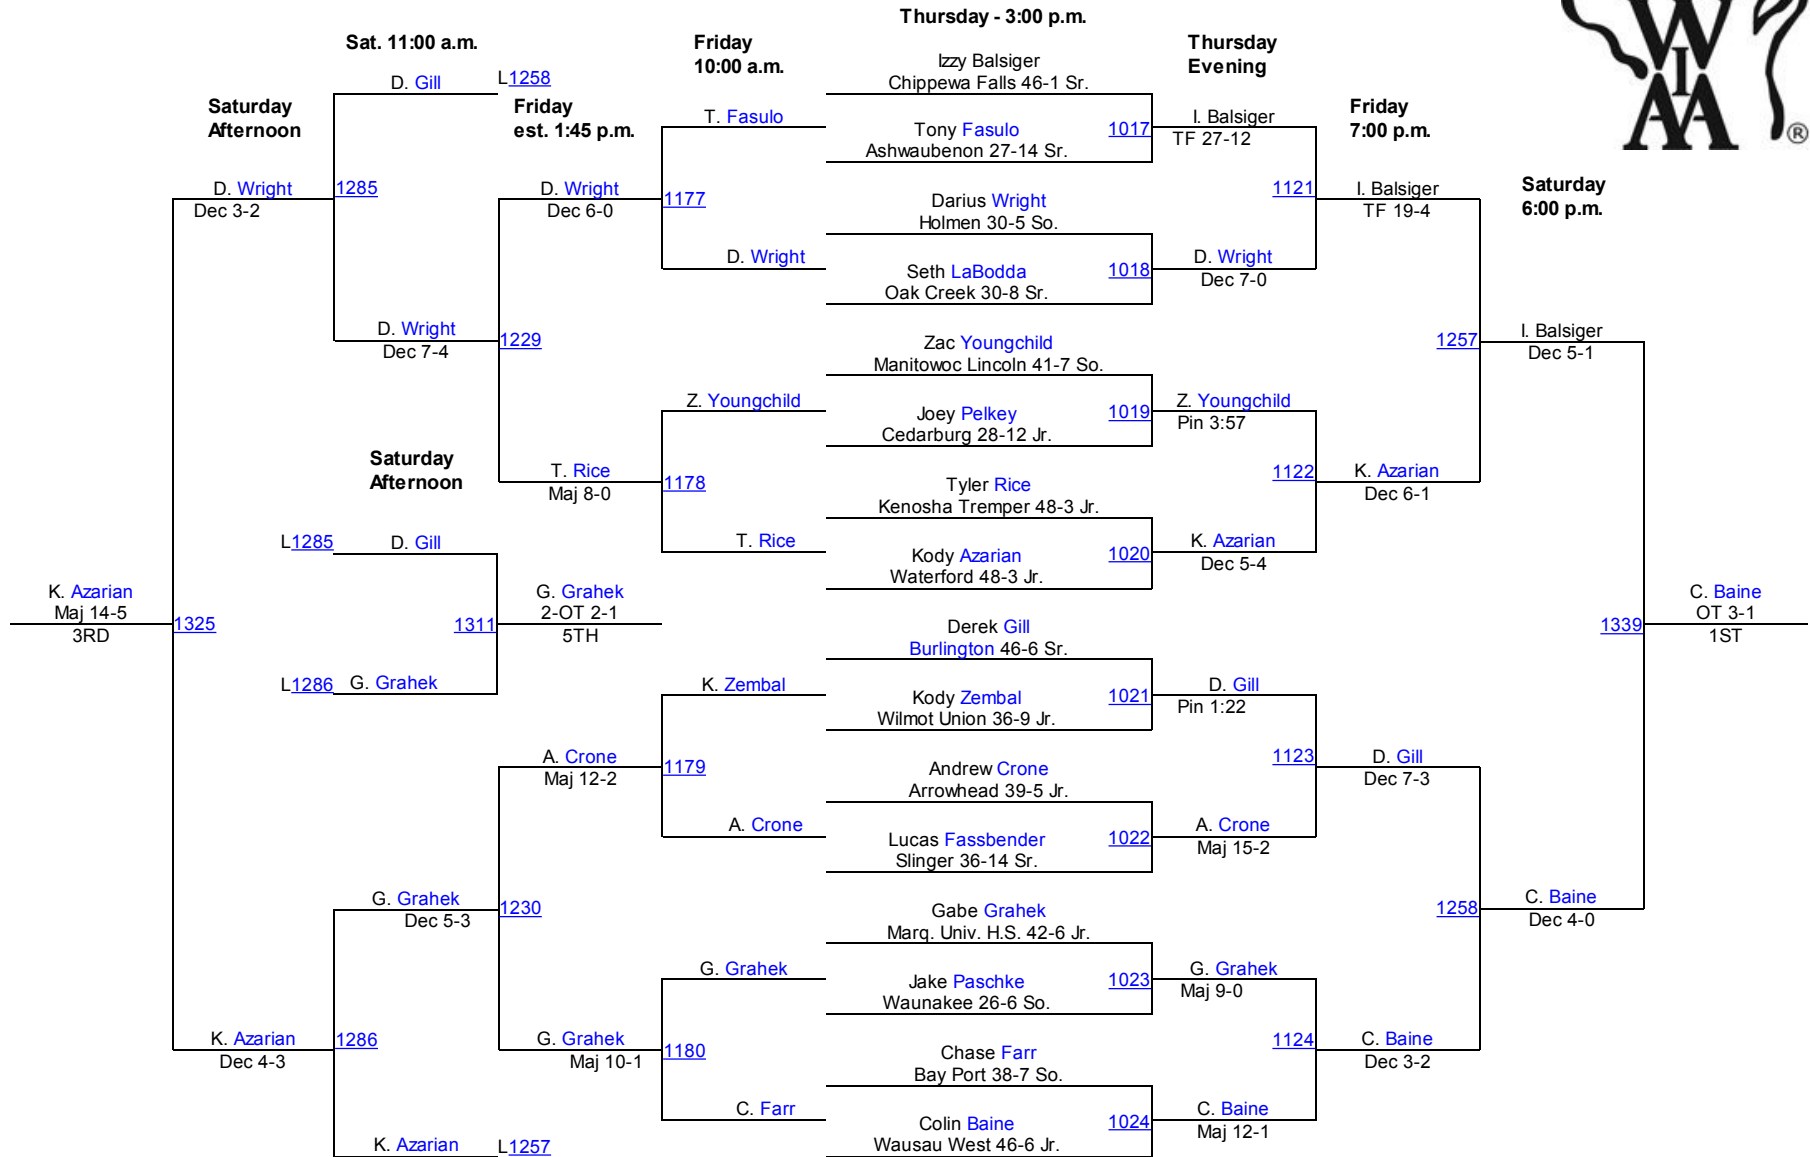 Thursday - 3:00 p.m.
Sat. 11:00 a.m.
Friday
10:00 a.m.
Thursday
Evening
WIAA
®
Izzy Balsiger
Chippewa Falls 46-1 Sr.
D. Gill
L1258
Saturday
Afternoon
Friday
est. 1:45 p.m.
T. Fasulo
Tony Fasulo
Ashwaubenon 27-14 Sr.
1017
I. Balsiger
TF 27-12
Friday
7:00 p.m.
D. Wright
Dec 3-2
1285
D. Wright
Dec 6-0
1177
Darius Wright
Holmen 30-5 So.
1121
I. Balsiger
TF 19-4
Saturday
6:00 p.m.
D. Wright
Seth LaBodda
Oak Creek 30-8 Sr.
1018
D. Wright
Dec 7-0
D. Wright
Dec 7-4
1229
Zac Youngchild
Manitowoc Lincoln 41-7 So.
1257
I. Balsiger
Dec 5-1
Z. Youngchild
Joey Pelkey
Cedarburg 28-12 Jr.
1019
Z. Youngchild
Pin 3:57
Saturday
Afternoon
T. Rice
Maj 8-0
1178
Tyler Rice
Kenosha Tremper 48-3 Jr.
1122
K. Azarian
Dec 6-1
L1285
D. Gill
T. Rice
Kody Azarian
Waterford 48-3 Jr.
1020
K. Azarian
Dec 5-4
K. Azarian
Maj 14-5
3RD
1325
1311
G. Grahek
2-OT 2-1
5TH
Derek Gill
Burlington 46-6 Sr.
1339
C. Baine
OT 3-1
1ST
L1286
G. Grahek
K. Zembal
Kody Zembal
Wilmot Union 36-9 Jr.
1021
D. Gill
Pin 1:22
A. Crone
Maj 12-2
1179
Andrew Crone
Arrowhead 39-5 Jr.
1123
D. Gill
Dec 7-3
A. Crone
Lucas Fassbender
Slinger 36-14 Sr.
1022
A. Crone
Maj 15-2
G. Grahek
Dec 5-3
1230
Gabe Grahek
Marq. Univ. H.S. 42-6 Jr.
1258
C. Baine
Dec 4-0
G. Grahek
Jake Paschke
Waunakee 26-6 So.
1023
G. Grahek
Maj 9-0
K. Azarian
Dec 4-3
1286
G. Grahek
Maj 10-1
1180
Chase Farr
Bay Port 38-7 So.
1124
C. Baine
Dec 3-2
C. Farr
Colin Baine
Wausau West 46-6 Jr.
1024
C. Baine
Maj 12-1
K. Azarian
L1257